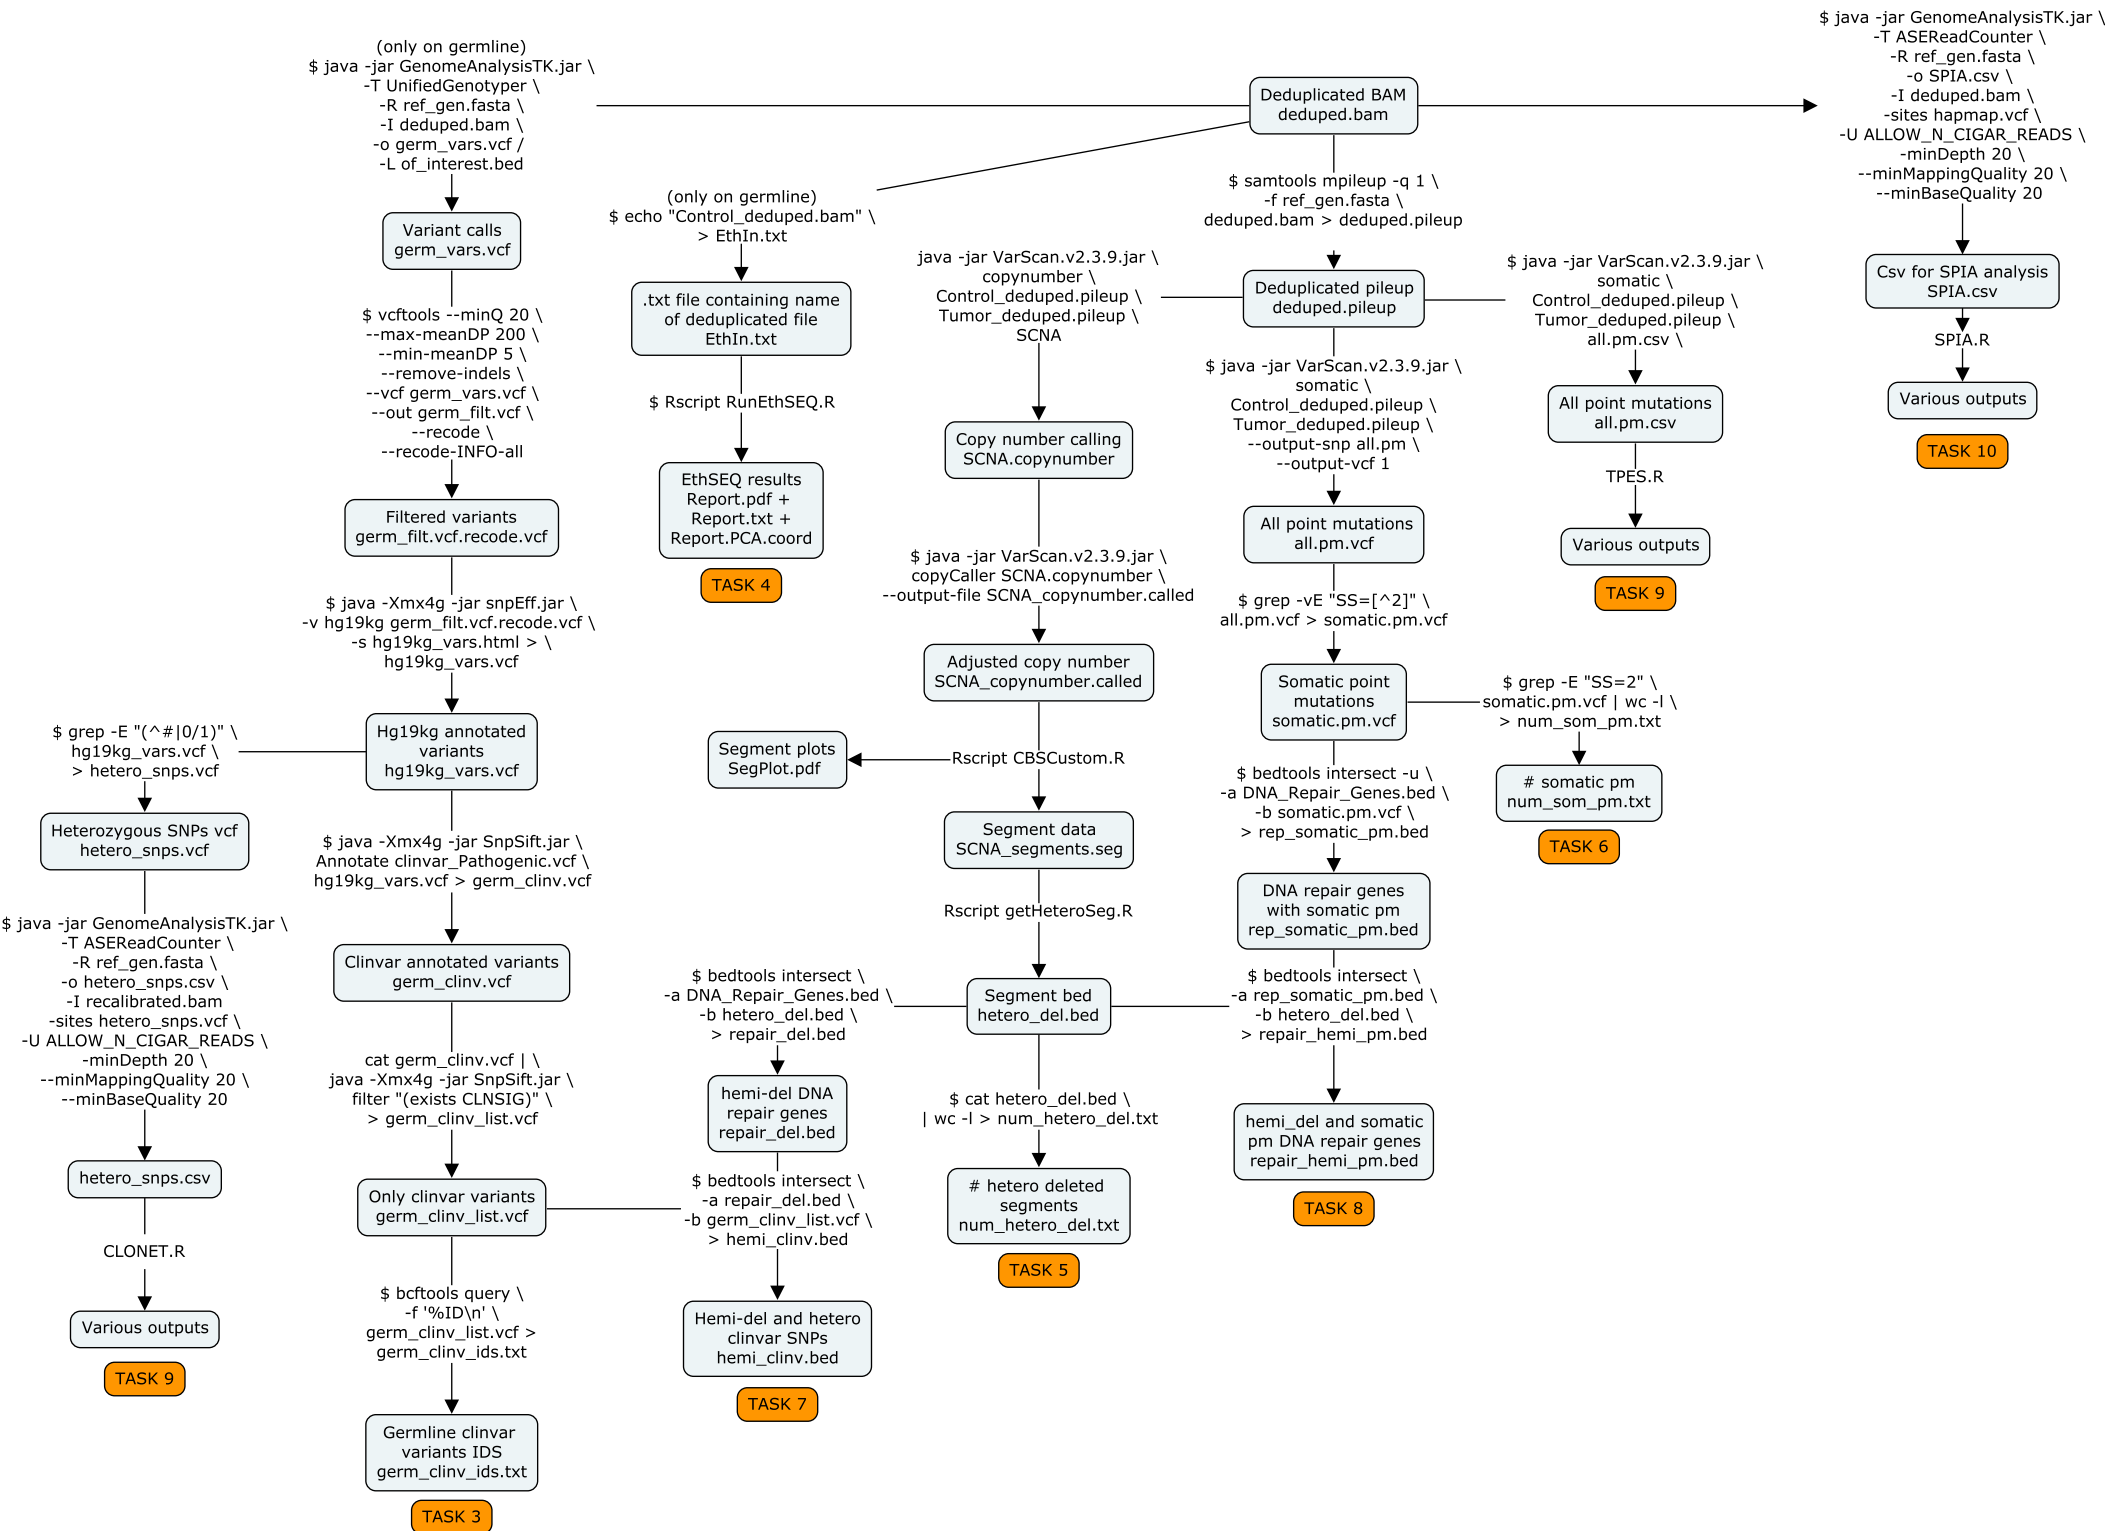 (only on germline)
$ java -jar GenomeAnalysisTK.jar \
-T UnifiedGenotyper \
-R ref_gen.fasta \
-I deduped.bam \
-o germ_vars.vcf /
-L of_interest.bed
Variant calls
germ_vars.vcf
$ vcftools --minQ 20 \
--max-meanDP 200 \
--min-meanDP 5 \
--remove-indels \
--vcf germ_vars.vcf \
--out germ_filt.vcf \
--recode \
--recode-INFO-all
Filtered variants
germ_filt.vcf.recode.vcf
$ java -Xmx4g -jar snpEff.jar \
-v hg19kg germ_filt.vcf.recode.vcf \
-s hg19kg_vars.html > \
hg19kg_vars.vcf
Hg19kg annotated
variants
hg19kg_vars.vcf
$ grep -E "(^#|0/1)" \
hg19kg_vars.vcf \
> hetero_snps.vcf
Heterozygous SNPs vcf
hetero_snps.vcf
$ java -jar GenomeAnalysisTK.jar \
-T ASEReadCounter \
-R ref_gen.fasta \
-o hetero_snps.csv \
-I recalibrated.bam
-sites hetero_snps.vcf \
-U ALLOW_N_CIGAR_READS \
-minDepth 20 \
--minMappingQuality 20 \
--minBaseQuality 20
hetero_snps.csv
CLONET.R
Various outputs
TASK 9
$ java -Xmx4g -jar SnpSift.jar \
Annotate clinvar_Pathogenic.vcf \
hg19kg_vars.vcf > germ_clinv.vcf
Clinvar annotated variants
germ_clinv.vcf
cat germ_clinv.vcf | \
java -Xmx4g -jar SnpSift.jar \
filter "(exists CLNSIG)" \
> germ_clinv_list.vcf
Only clinvar variants
germ_clinv_list.vcf
$ bcftools query \
-f '%ID\n' \
germ_clinv_list.vcf >
germ_clinv_ids.txt
Germline clinvar
variants IDS
germ_clinv_ids.txt
TASK 3
(only on germline)
$ echo "Control_deduped.bam" \
> EthIn.txt
.txt file containing name
of deduplicated file
EthIn.txt
$ Rscript RunEthSEQ.R
EthSEQ results
Report.pdf +
Report.txt +
Report.PCA.coord
TASK 4
Deduplicated BAM
deduped.bam
$ samtools mpileup -q 1 \
-f ref_gen.fasta \
deduped.bam > deduped.pileup
Deduplicated pileup
deduped.pileup
java -jar VarScan.v2.3.9.jar \
copynumber \
Control_deduped.pileup \
Tumor_deduped.pileup \
SCNA
Copy number calling
SCNA.copynumber
$ java -jar VarScan.v2.3.9.jar \
copyCaller SCNA.copynumber \
--output-file SCNA_copynumber.called
Adjusted copy number
SCNA_copynumber.called
Rscript CBSCustom.R
Segment plots
SegPlot.pdf
Segment data
SCNA_segments.seg
Rscript getHeteroSeg.R
Segment bed
hetero_del.bed
$ bedtools intersect \
-a DNA_Repair_Genes.bed \
-b hetero_del.bed \
> repair_del.bed
hemi-del DNA
repair genes
repair_del.bed
$ bedtools intersect \
-a repair_del.bed \
-b germ_clinv_list.vcf \
> hemi_clinv.bed
Hemi-del and hetero
clinvar SNPs
hemi_clinv.bed
TASK 7
$ cat hetero_del.bed \
| wc -l > num_hetero_del.txt
# hetero deleted
segments
num_hetero_del.txt
TASK 5
$ java -jar VarScan.v2.3.9.jar \
somatic \
Control_deduped.pileup \
Tumor_deduped.pileup \
--output-snp all.pm \
--output-vcf 1
All point mutations
all.pm.vcf
$ grep -vE "SS=[^2]" \
all.pm.vcf > somatic.pm.vcf
Somatic point
mutations
somatic.pm.vcf
$ grep -E "SS=2" \
somatic.pm.vcf | wc -l \
> num_som_pm.txt
# somatic pm
num_som_pm.txt
TASK 6
$ bedtools intersect -u \
-a DNA_Repair_Genes.bed \
-b somatic.pm.vcf \
> rep_somatic_pm.bed
DNA repair genes
with somatic pm
rep_somatic_pm.bed
$ bedtools intersect \
-a rep_somatic_pm.bed \
-b hetero_del.bed \
> repair_hemi_pm.bed
hemi_del and somatic
pm DNA repair genes
repair_hemi_pm.bed
TASK 8
$ java -jar VarScan.v2.3.9.jar \
somatic \
Control_deduped.pileup \
Tumor_deduped.pileup \
all.pm.csv \
All point mutations
all.pm.csv
TPES.R
Various outputs
TASK 9
$ java -jar GenomeAnalysisTK.jar \
-T ASEReadCounter \
-R ref_gen.fasta \
-o SPIA.csv \
-I deduped.bam \
-sites hapmap.vcf \
-U ALLOW_N_CIGAR_READS \
-minDepth 20 \
--minMappingQuality 20 \
--minBaseQuality 20
Csv for SPIA analysis
SPIA.csv
SPIA.R
Various outputs
TASK 10